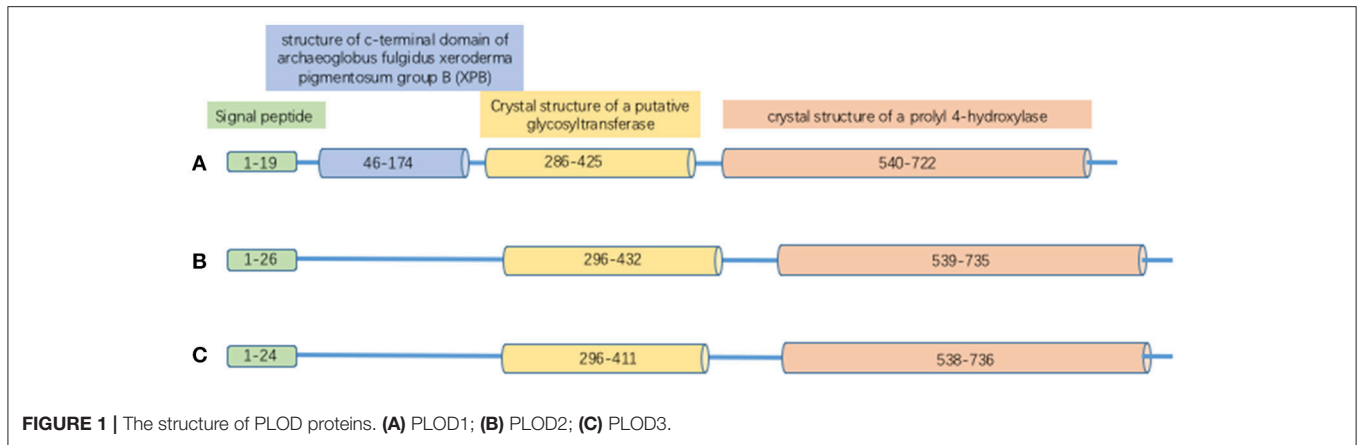 structure of c-terminal domain of
archaeoglobus fulgidus xeroderma
pigmentosum group B (XPB)
Signal peptide
Crystal structure of a putative
glycosyltransferase
crystal structure of a prolyl 4-hydroxylase
A 1-19 46-174 286-425 540-722
B 1-26 296-432 539-735
C 1-24 296-411 538-736
FIGURE 1 | The structure of PLOD proteins. (A) PLOD1; (B) PLOD2; (C) PLOD3.